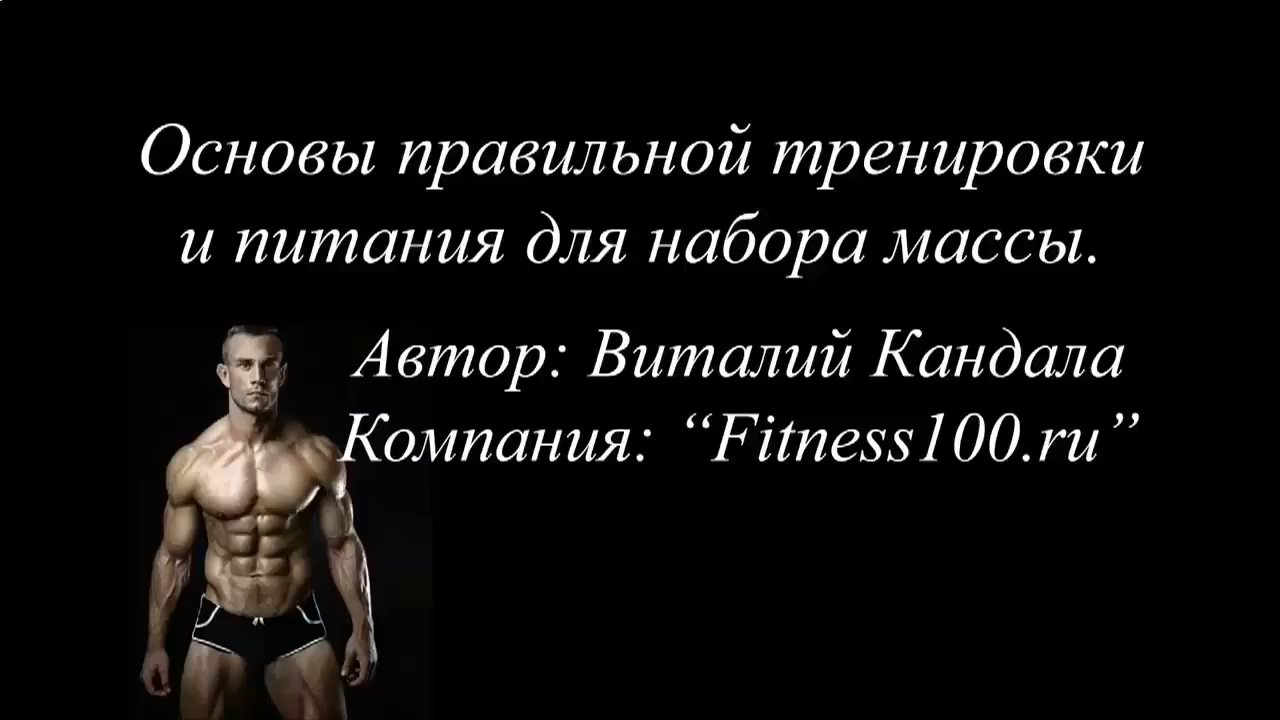 Основы правильной тренировки
и питания для набора массы.
Автор: Виталий Кандала
Компания: “Fitness100.ru”